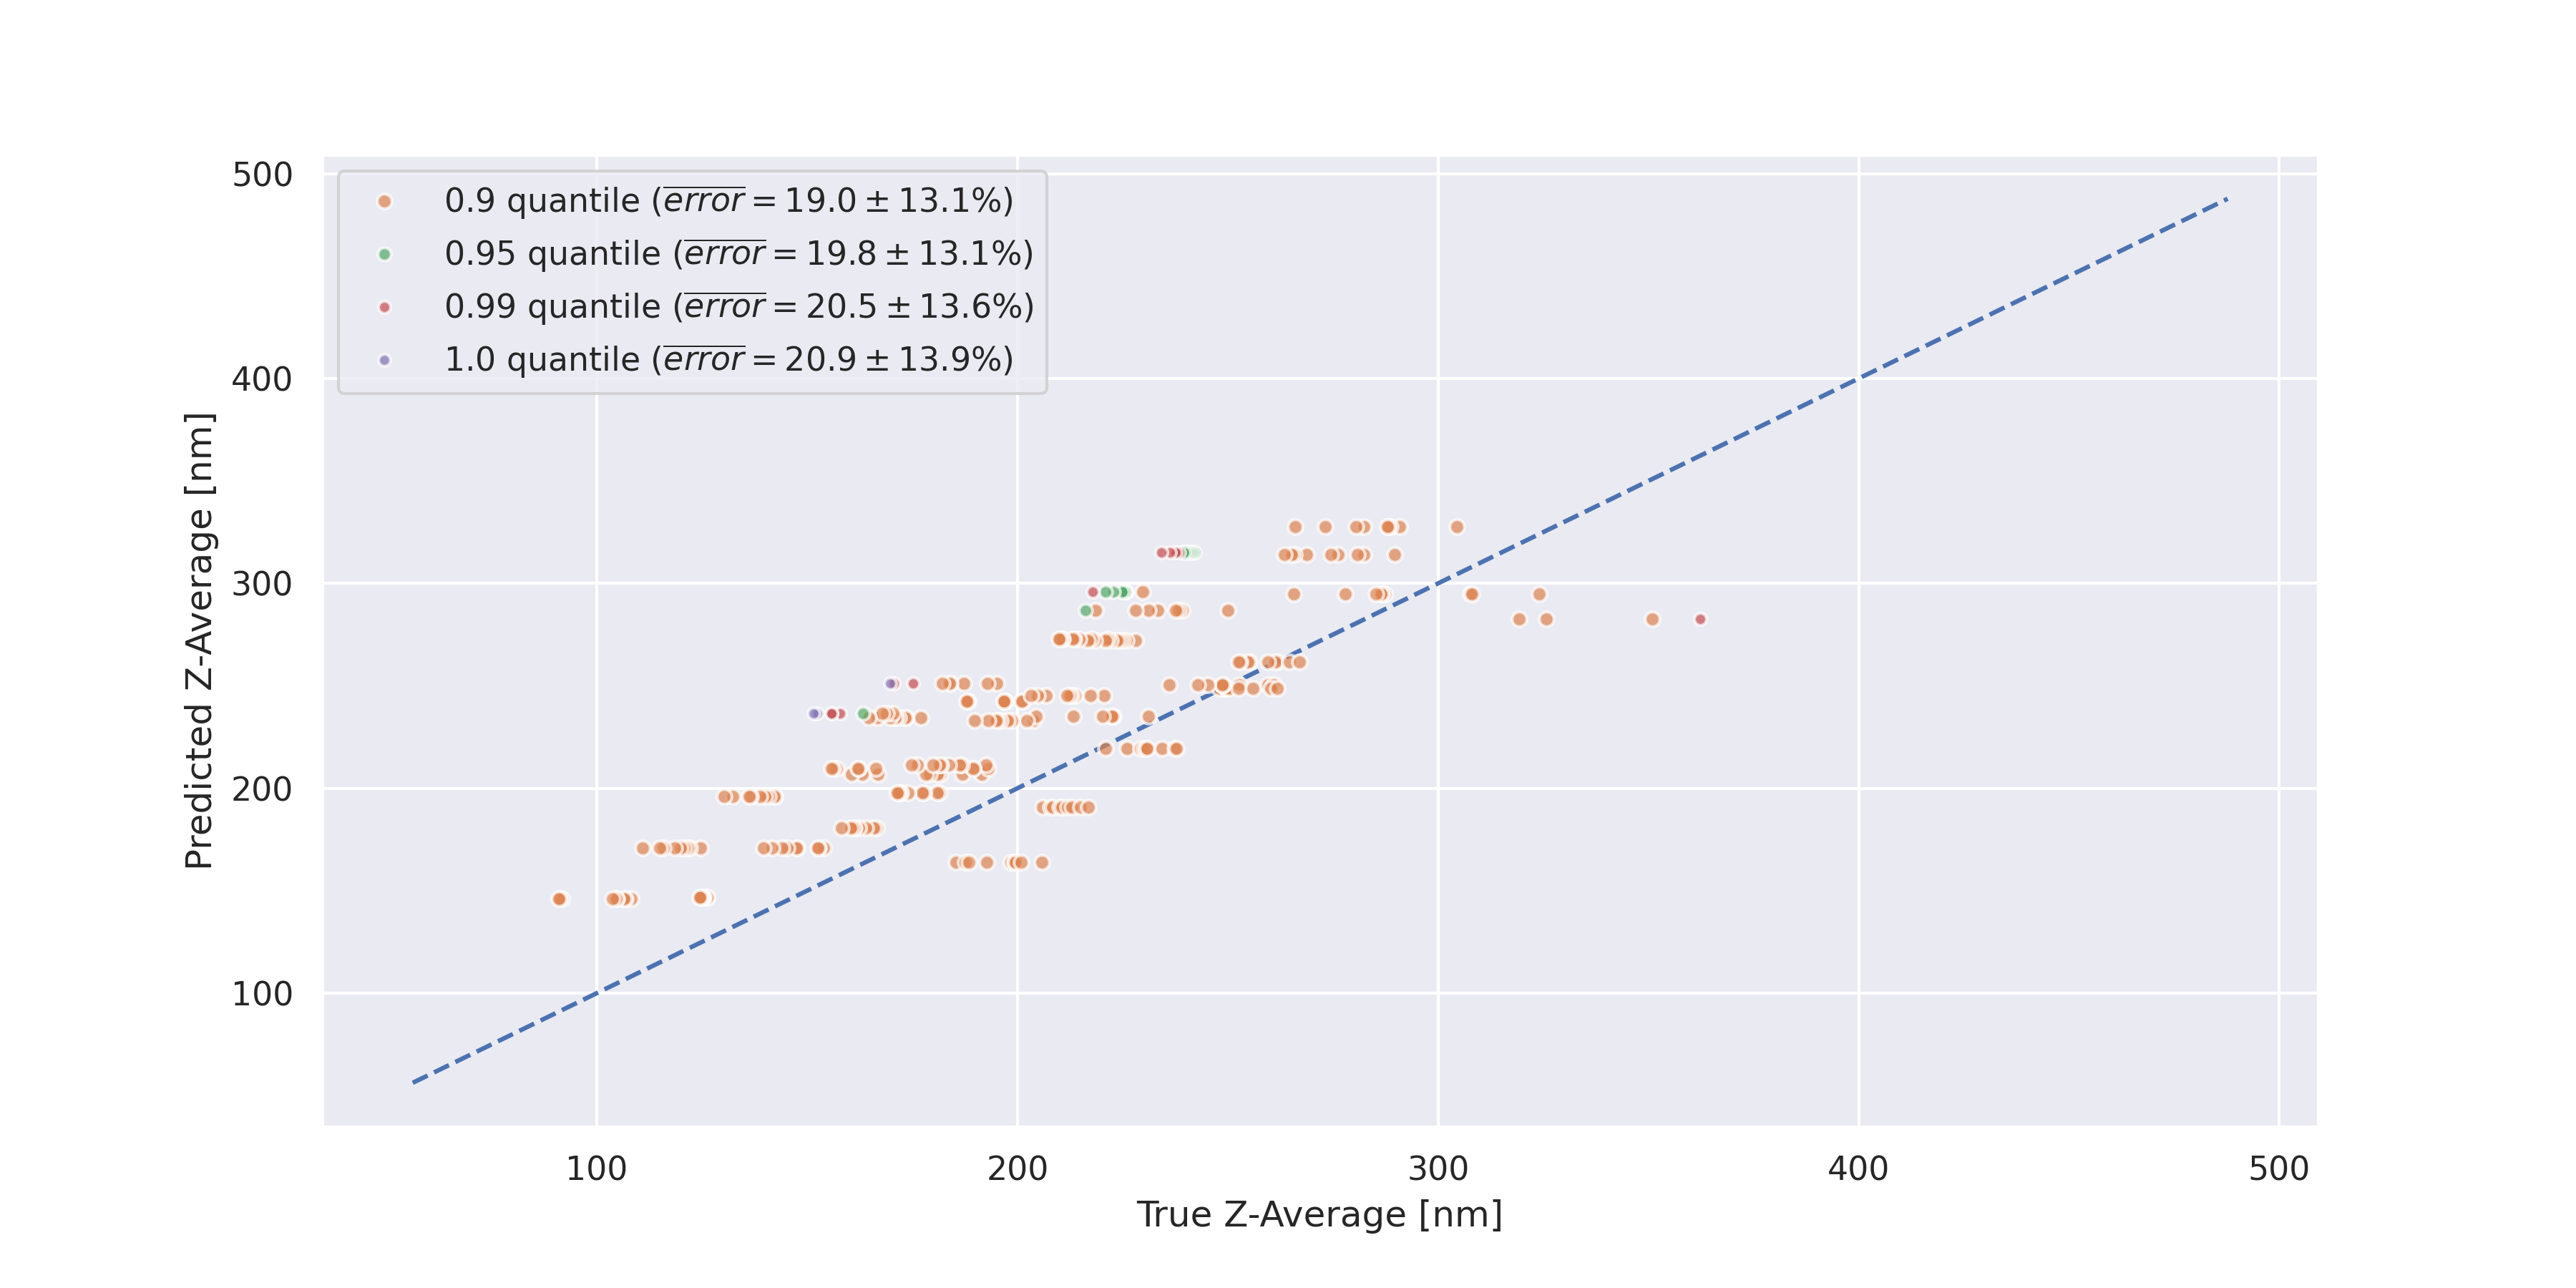 0.9 quantile (error = 19.0 ± 13.1%)
0.95 quantile (error = 19.8 ± 13.1%)
0.99 quantile (error = 20.5 ± 13.6%)
1.0 quantile (error = 20.9 ± 13.9%)
500
400
300
200
100
Predicted Z-Average [nm]
100 200 300 400 500
True Z-Average [nm]